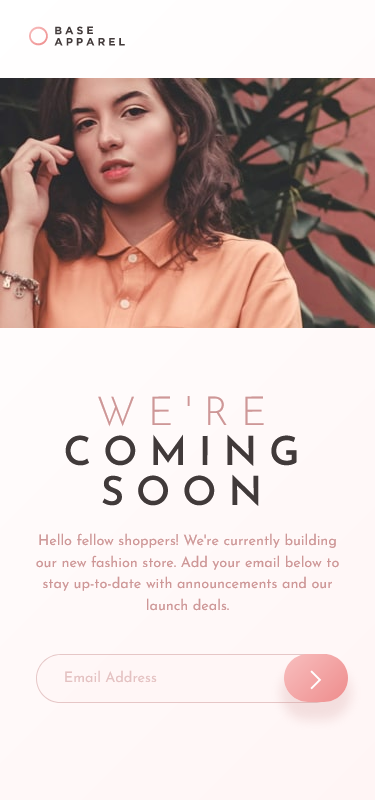 BASE
APPAREL
WE'RE
COMING
SOON
Hello fellow shoppers! We're currently building
our new fashion store. Add your email below to
stay up-to-date with announcements and our
launch deals.
Email Address